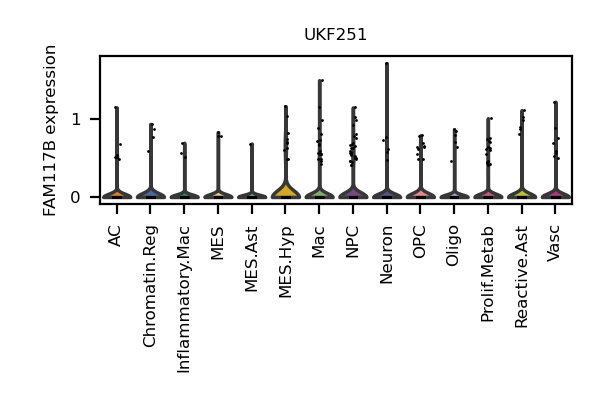 UKF251
FAM117B expression
1
0
AC
Chromatin.Reg
Inflammatory.Mac
MES
MES.Ast
MES.Hyp
Mac
NPC
Neuron
OPC
Oligo
Prolif.Metab
Reactive.Ast
Vasc